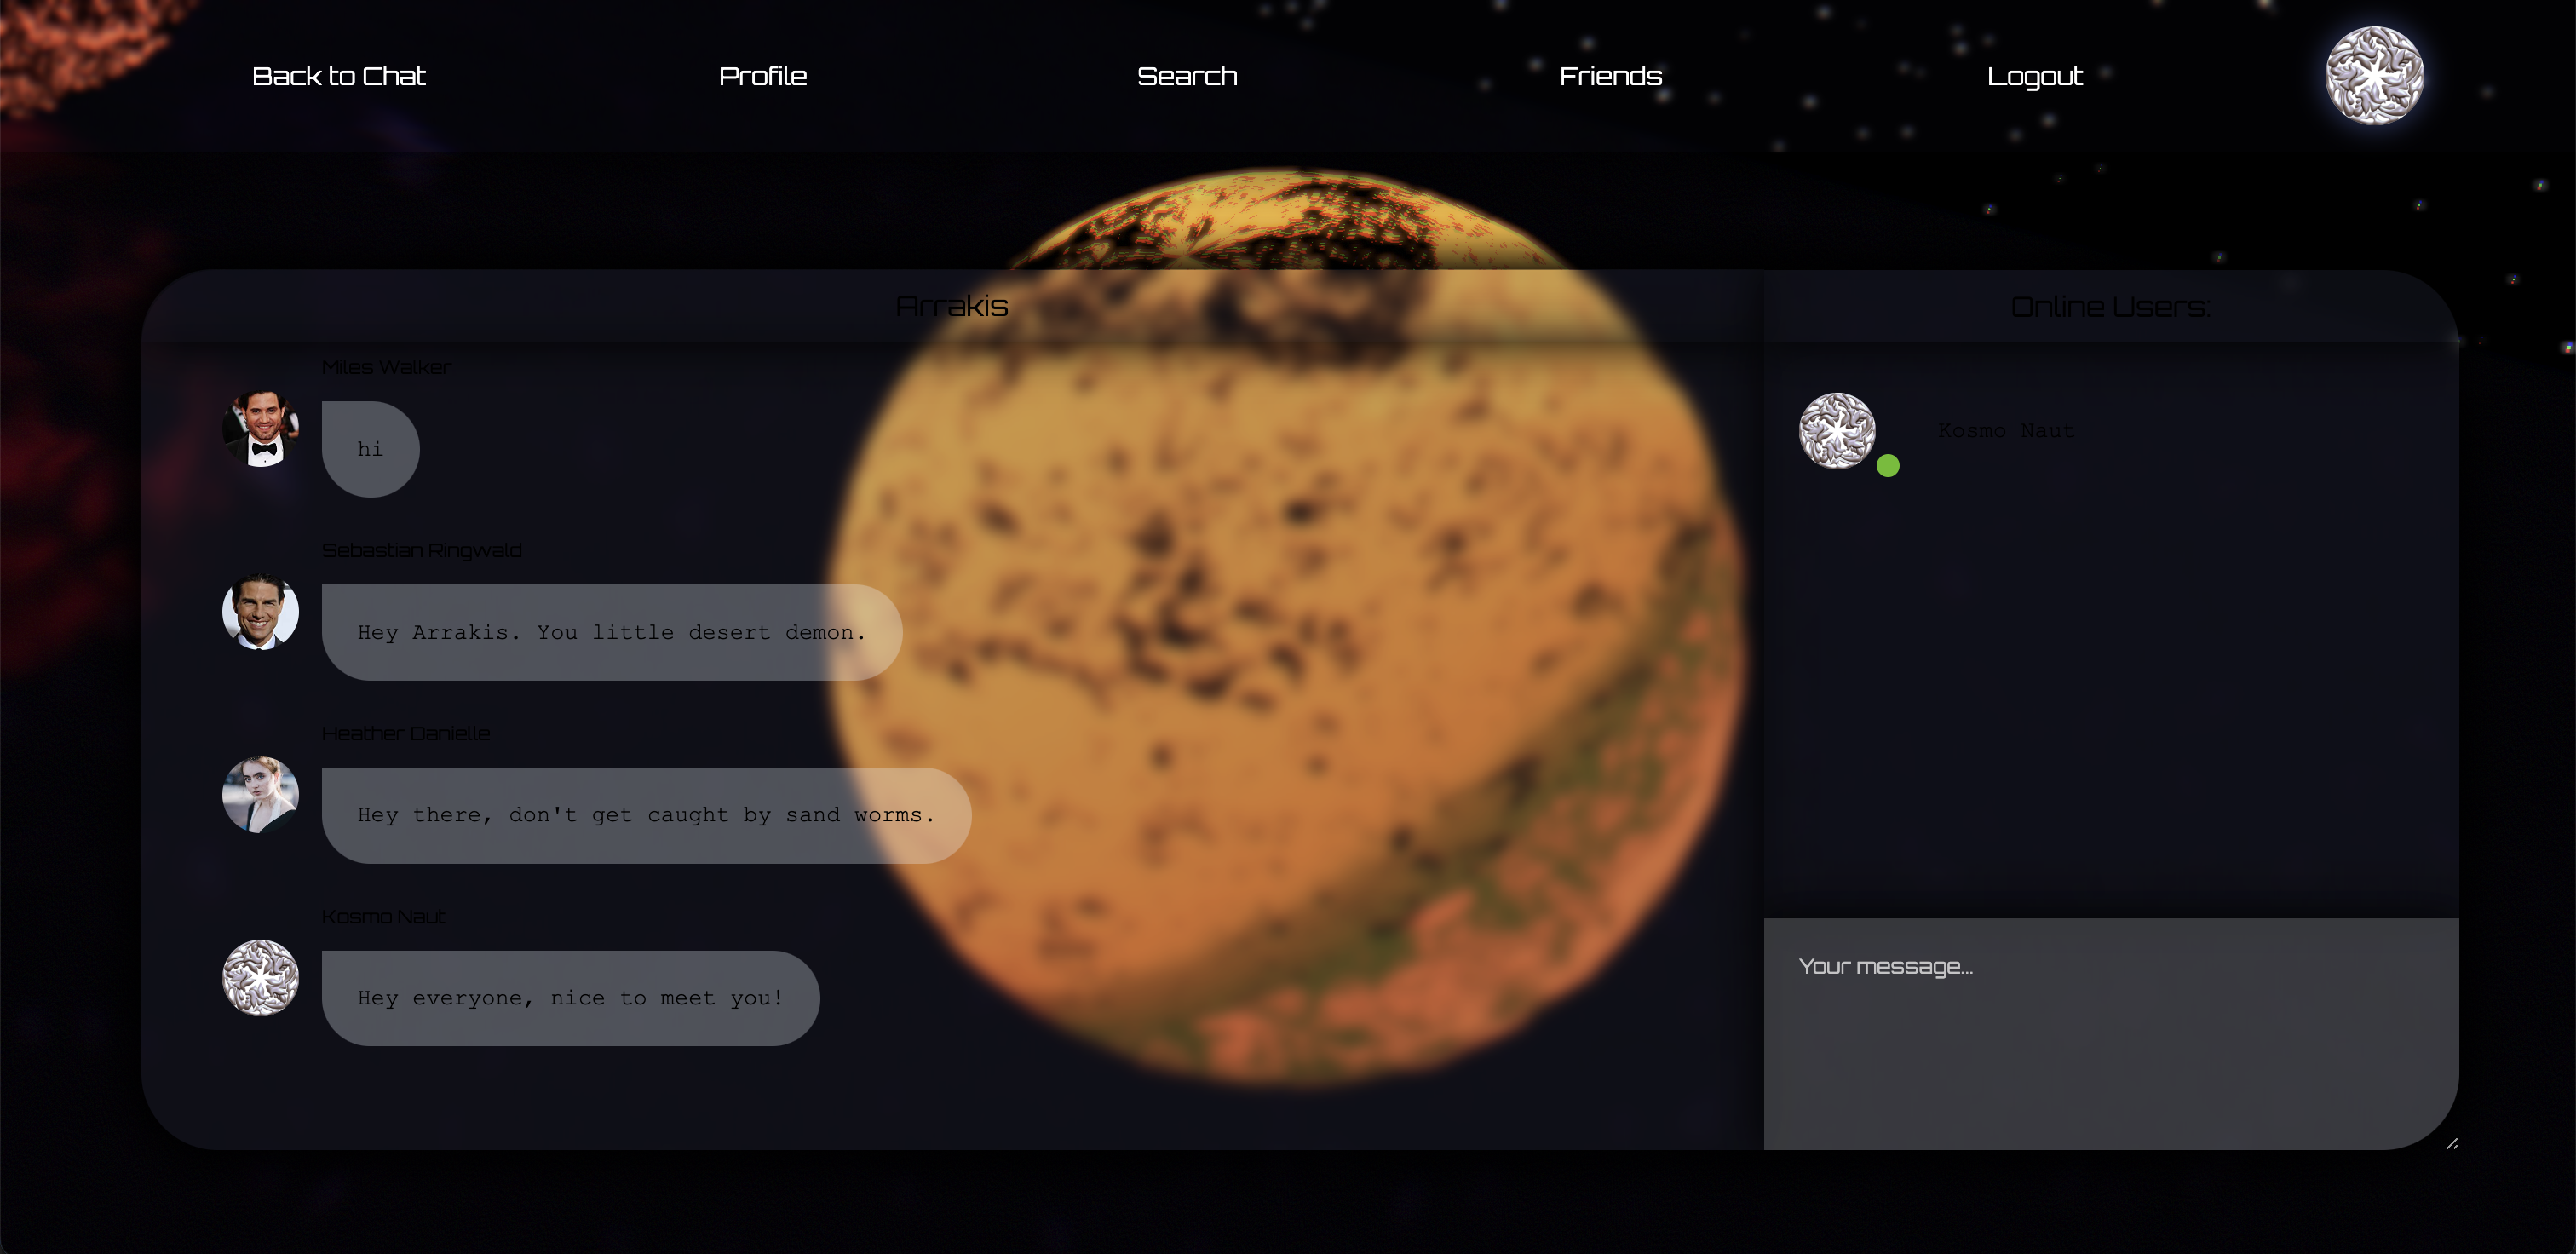 Back to Chat
Profile
Search
Friends
Logout
Arrakis
Online Users:
Miles Walker
hi
Sebastian Ringwald
Hey Arrakis. You little desert demon.
Heather Danielle
Hey there, don't get caught by sand worms.
Kosmo Naut
Hey everyone, nice to meet you!
Kosmo Naut
Your message...